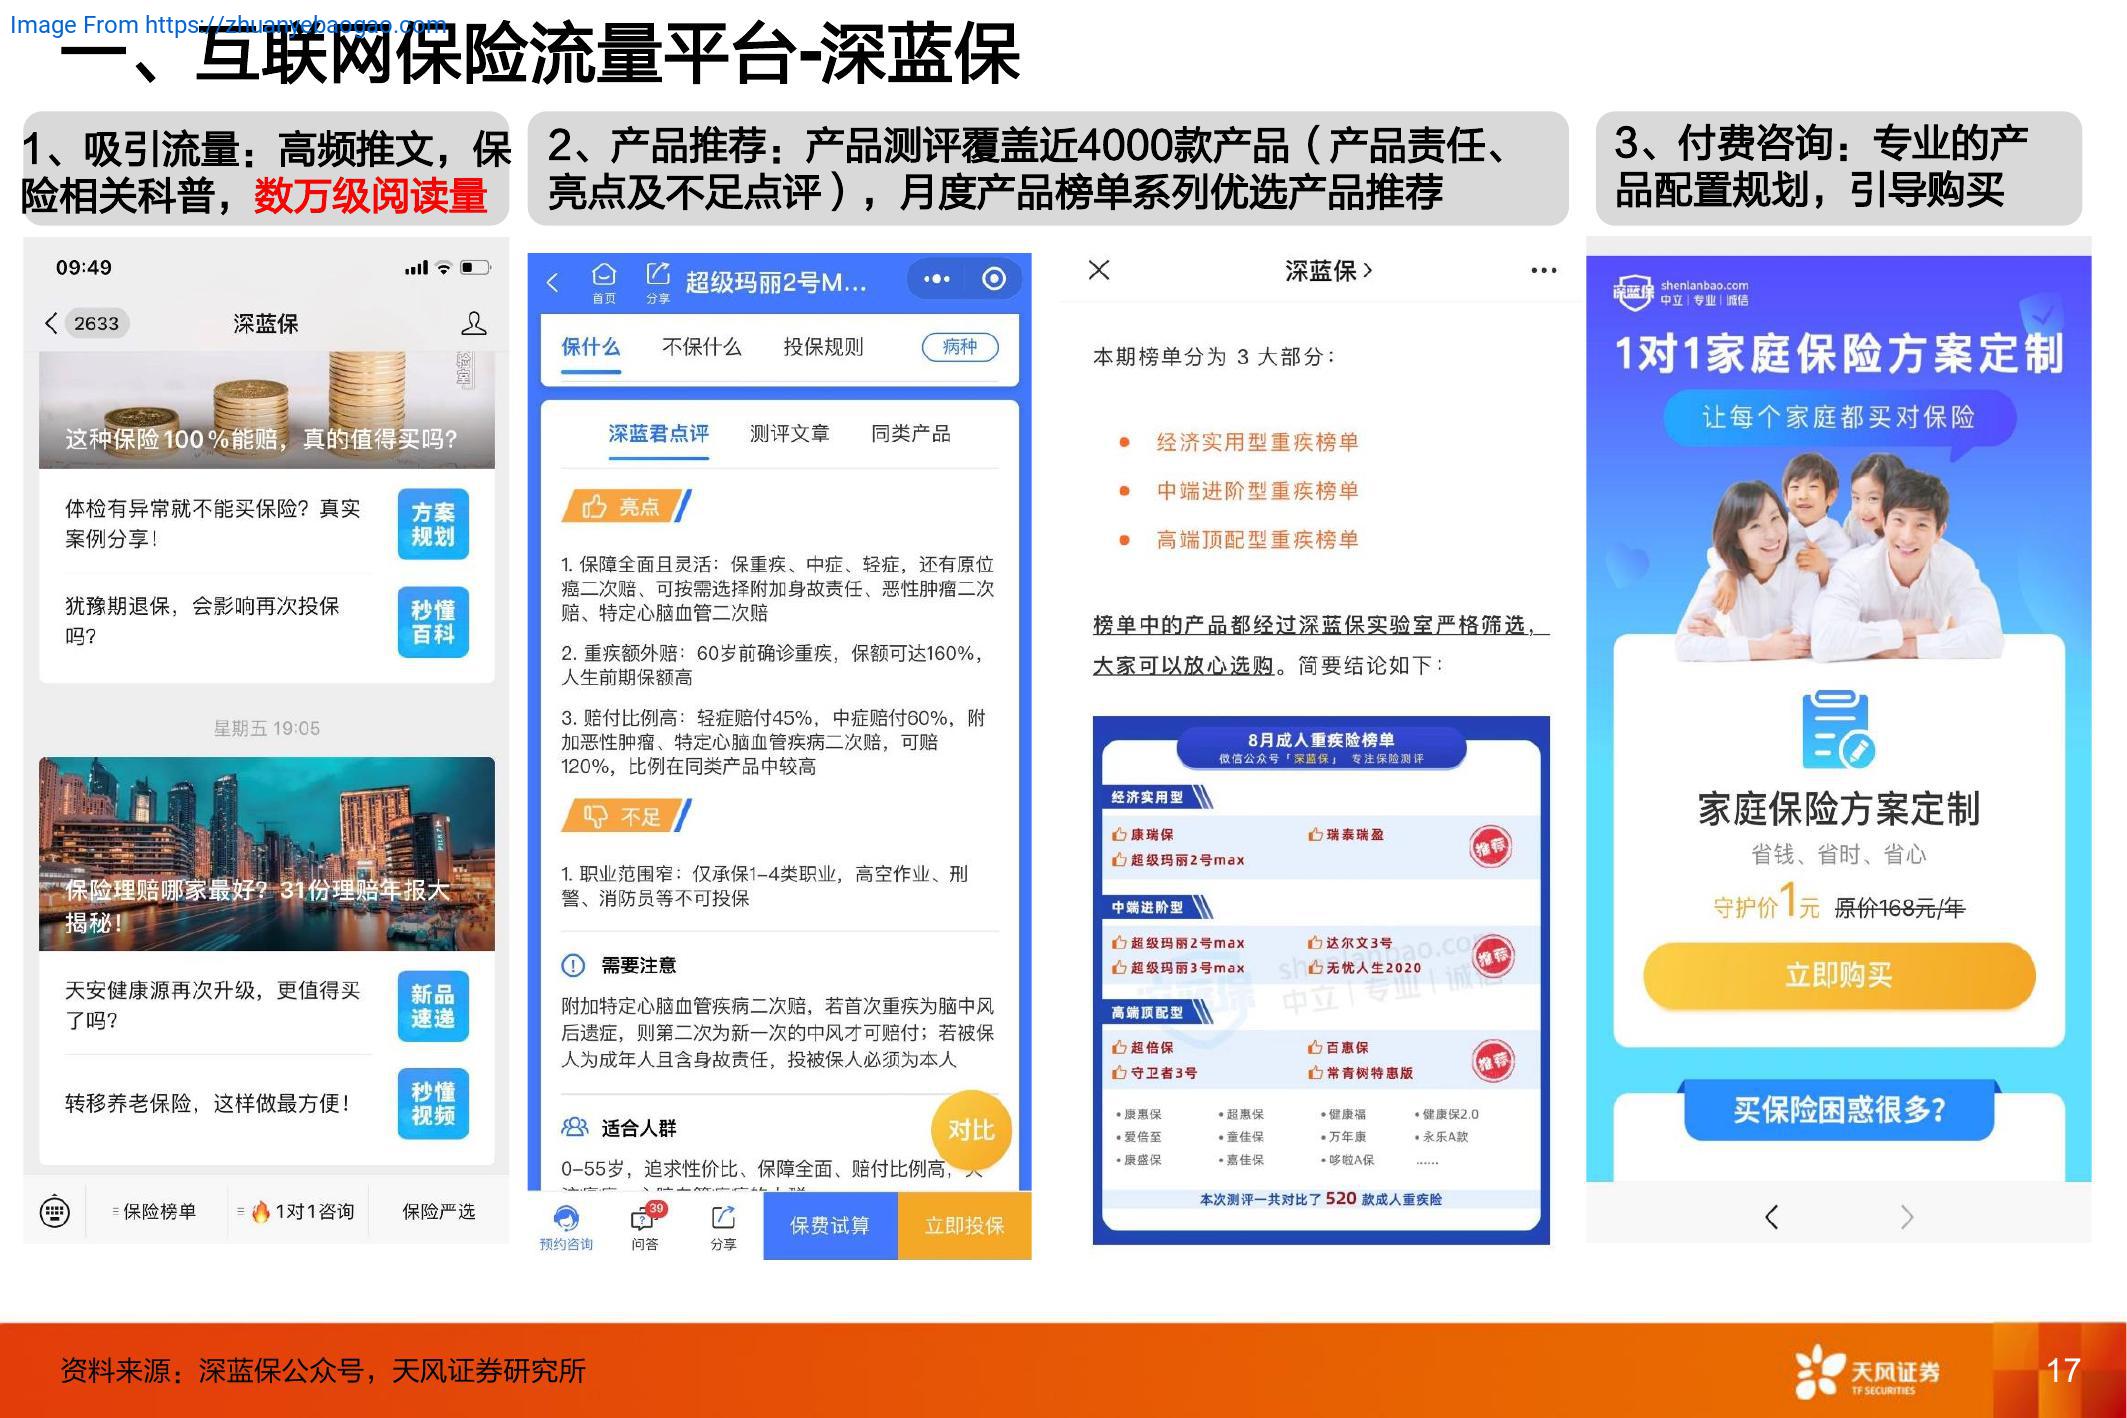 Image From https://zhuanyebaogao.com
一、互联网保险流量平台-深蓝保
1、吸引流量：高频推文，保
险相关科普，数万级阅读量
2、产品推荐：产品测评覆盖近4000款产品（产品责任、
亮点及不足点评），月度产品榜单系列优选产品推荐
3、付费咨询：专业的产
品配置规划，引导购买
09:49
2633
深蓝保
这种保险100%能赔，真的值得买吗？
体检有异常就不能买保险？真实
案例分享！
方案
规划
犹豫期退保，会影响再次投保
吗？
秒懂
百科
星期五 19:05
保险理赔哪家最好？31份理赔年报大
揭秘！
天安健康源再次升级，更值得买
了吗？
新品
速递
转移养老保险，这样做最方便！
秒懂
视频
保险榜单
1对1咨询
保险严选
首页
分享
超级玛丽2号M...
保什么 不保什么 投保规则 病种
深蓝君点评 测评文章 同类产品
亮点
1. 保障全面且灵活：保重疾、中症、轻症，还有原位
癌二次赔、可按需选择附加身故责任、恶性肿瘤二次
赔、特定心脑血管二次赔
2. 重疾额外赔：60岁前确诊重疾，保额可达160%，
人生前期保额高
3. 赔付比例高：轻症赔付45%，中症赔付60%，附
加恶性肿瘤、特定心脑血管疾病二次赔，可赔
120%，比例在同类产品中较高
不足
1. 职业范围窄：仅承保1-4类职业，高空作业、刑
警、消防员等不可投保
需要注意
附加特定心脑血管疾病二次赔，若首次重疾为脑中风
后遗症，则第二次为新一次的中风才可赔付；若被保
人为成年人且含身故责任，投被保人必须为本人
适合人群
对比
0-55岁，追求性价比、保障全面、赔付比例高，
预约咨询
39
问答
分享
保费试算
立即投保
深蓝保
本期榜单分为 3 大部分：
• 经济实用型重疾榜单
• 中端进阶型重疾榜单
• 高端顶配型重疾榜单
榜单中的产品都经过深蓝保实验室严格筛选，
大家可以放心选购。简要结论如下：
8月成人重疾险榜单
微信公众号「深蓝保」 专注保险测评
经济实用型
康瑞保 瑞泰瑞盈
超级玛丽2号max
推荐
中端进阶型
超级玛丽2号max 达尔文3号
超级玛丽3号max 无忧人生2020
推荐
shenlanbao.com
中立｜专业｜诚信
高端顶配型
超倍保 百惠保
守卫者3号 常青树特惠版
推荐
•康惠保 •超惠保 •健康福 •健康保2.0
•爱倍至 •童佳保 •万年康 •永乐A款
•康盛保 •嘉佳保 •哆啦A保 ......
本次测评一共对比了 520 款成人重疾险
深蓝保
shenlanbao.com
中立｜专业｜诚信
1对1家庭保险方案定制
让每个家庭都买对保险
家庭保险方案定制
省钱、省时、省心
守护价1元 原价168元/年
立即购买
买保险困惑很多?
资料来源：深蓝保公众号，天风证券研究所
天风证券
TF SECURITIES
17